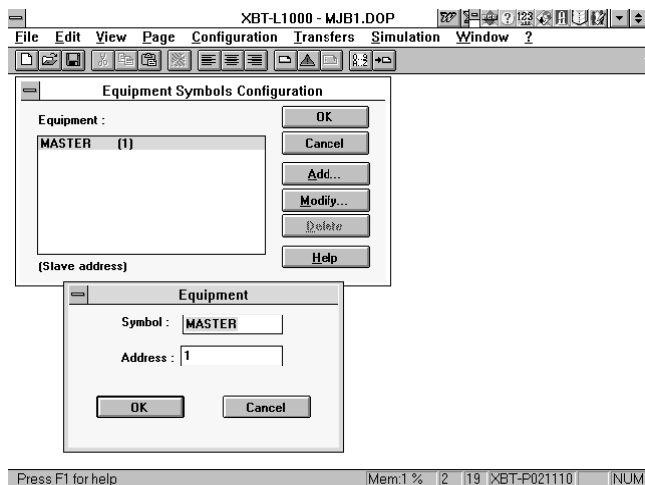 XBT-L1000 - MJB1.DOP
File Edit View Page Configuration Transfers Simulation Window ?
Equipment Symbols Configuration
Equipment :
MASTER (1)
OK
Cancel
Add...
Modify...
Delete
Help
(Slave address)
Equipment
Symbol : MASTER
Address : 1
OK Cancel
Press F1 for help Mem:1 % 2 19 XBT-P021110 NUM